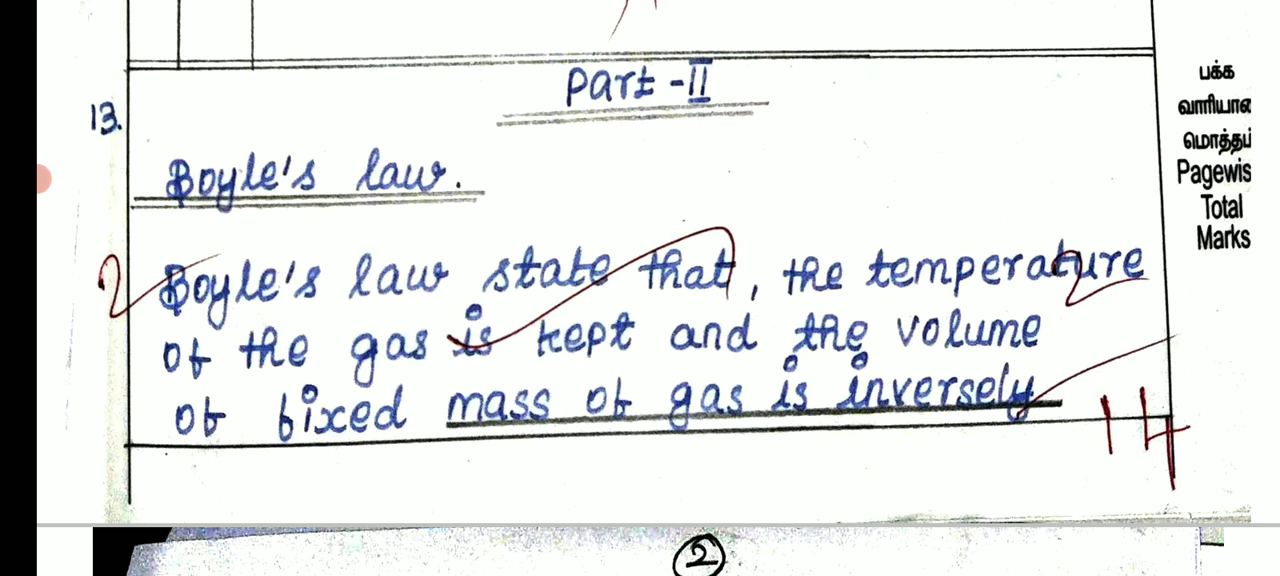 Part - II
13.
Boyle's law.
2 Boyle's law state that, the temperature 2
of the gas is kept and the volume
of fixed mass of gas is inversely
14
பக்க
வாரியான
மொத்தப்
Pagewis
Total
Marks
2